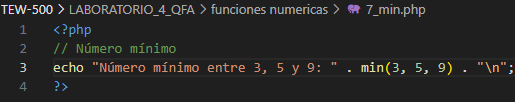 TEW-500 > LABORATORIO_4_QFA > funciones numericas > 7_min.php
1 <?php
2 // Número mínimo
3 echo "Número mínimo entre 3, 5 y 9: " . min(3, 5, 9) . "\n";
4 ?>